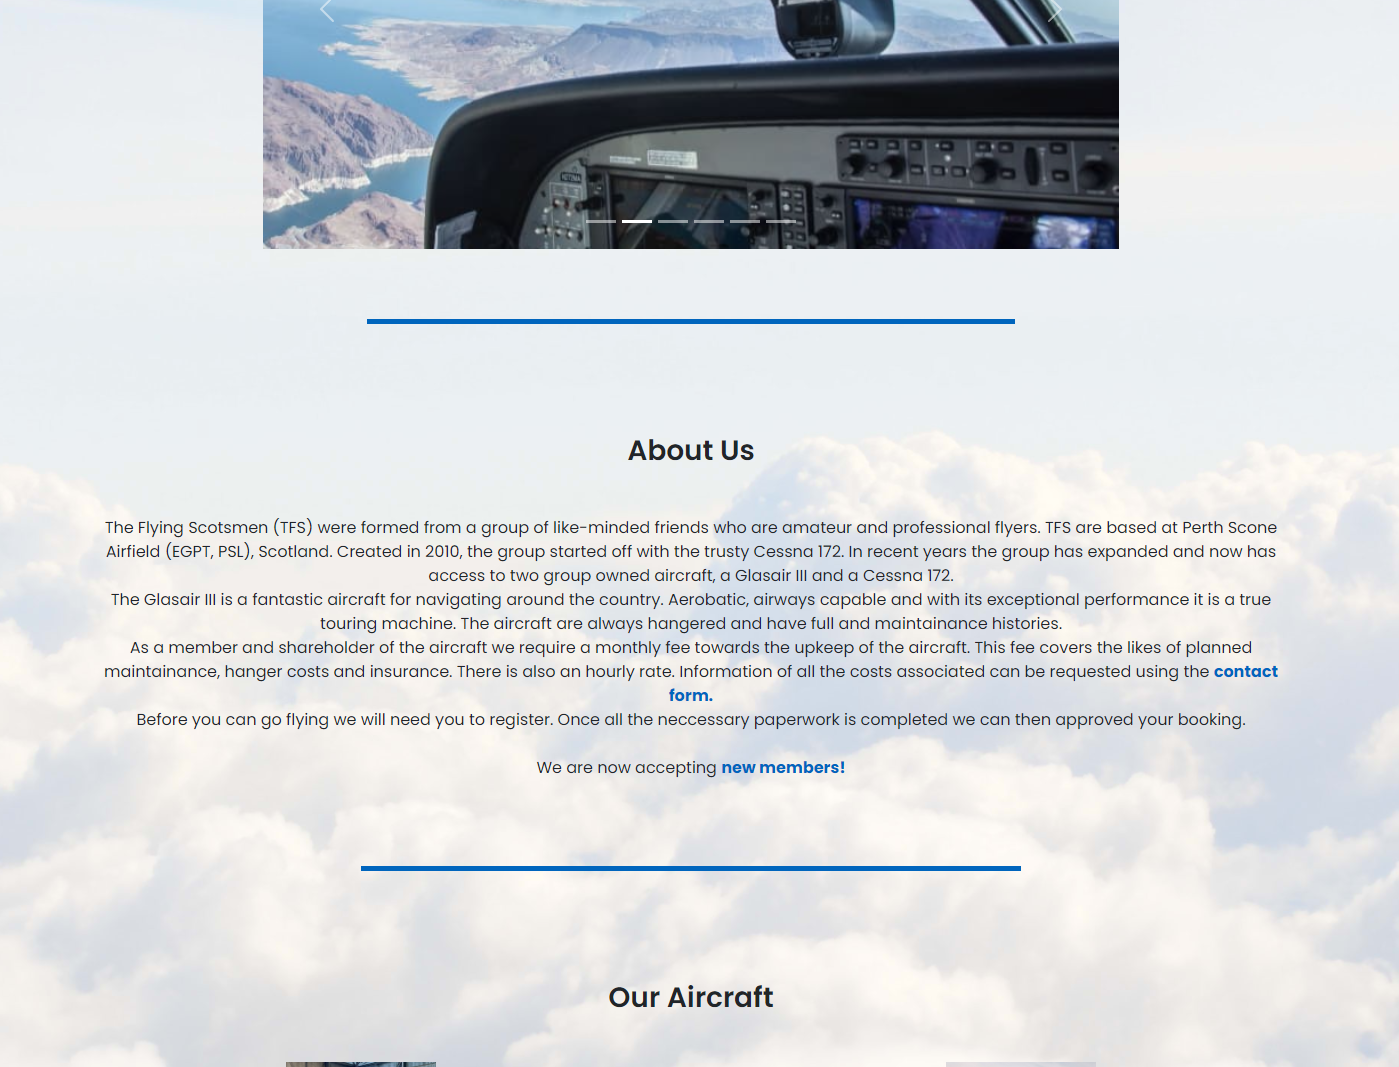 About Us
The Flying Scotsmen (TFS) were formed from a group of like-minded friends who are amateur and professional flyers. TFS are based at Perth Scone
Airfield (EGPT, PSL), Scotland. Created in 2010, the group started off with the trusty Cessna 172. In recent years the group has expanded and now has
access to two group owned aircraft, a Glasair III and a Cessna 172.
The Glasair III is a fantastic aircraft for navigating around the country. Aerobatic, airways capable and with its exceptional performance it is a true
touring machine. The aircraft are always hangered and have full and maintainance histories.
As a member and shareholder of the aircraft we require a monthly fee towards the upkeep of the aircraft. This fee covers the likes of planned
maintainance, hanger costs and insurance. There is also an hourly rate. Information of all the costs associated can be requested using the contact
form.
Before you can go flying we will need you to register. Once all the neccessary paperwork is completed we can then approved your booking.
We are now accepting new members!
Our Aircraft